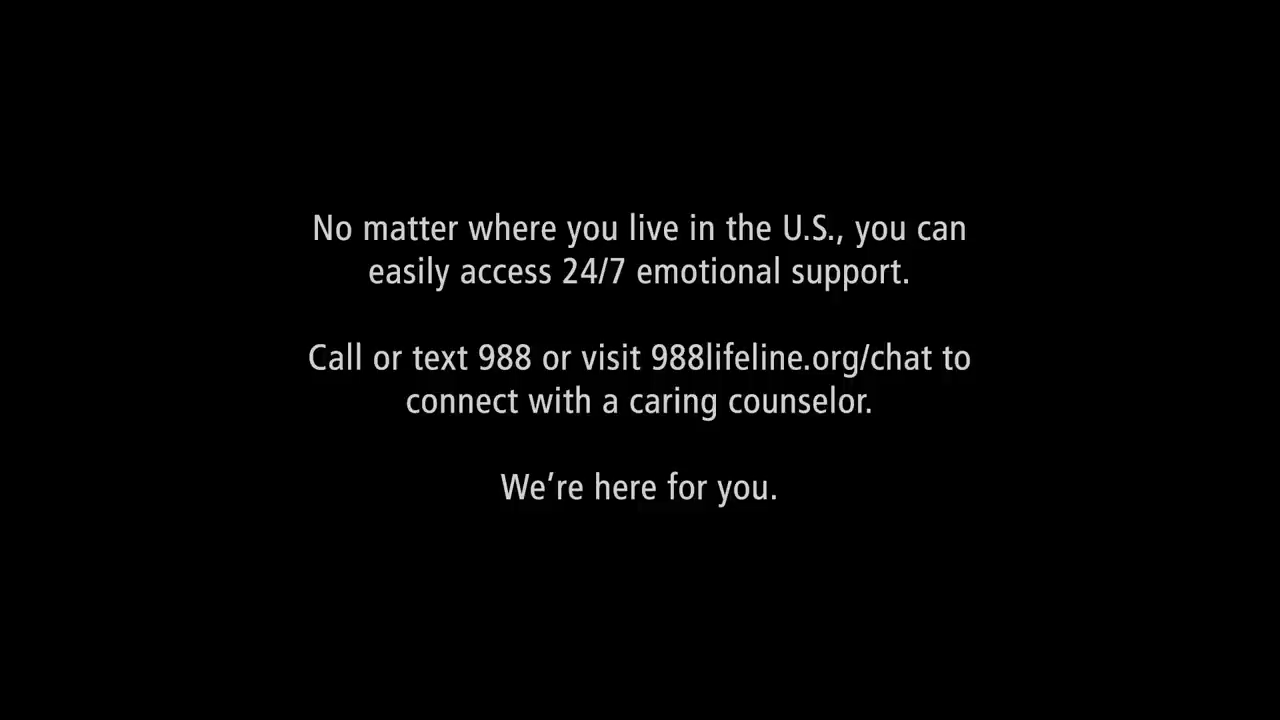 No matter where you live in the U.S., you can
easily access 24/7 emotional support.
Call or text 988 or visit 988lifeline.org/chat to
connect with a caring counselor.
We’re here for you.